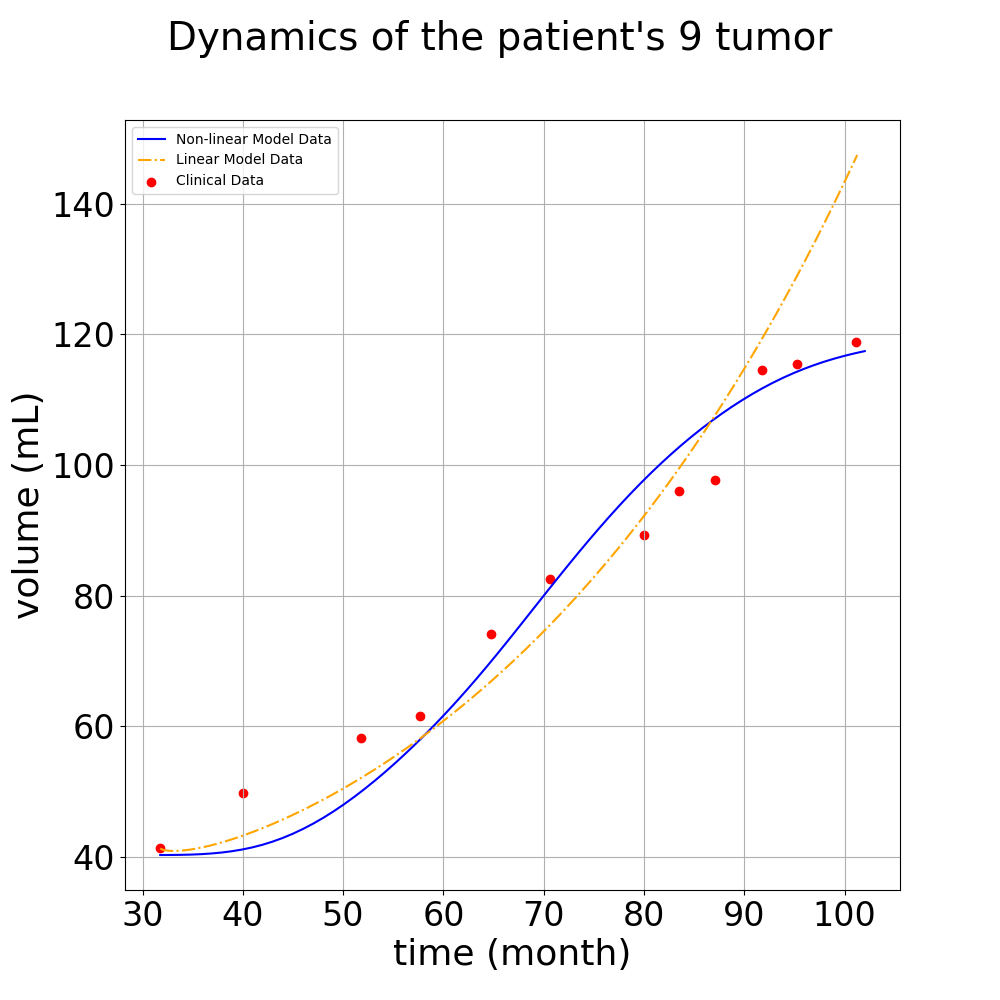 Dynamics of the patient's 9 tumor
Non-linear Model Data
Linear Model Data
Clinical Data
140
120
100
80
60
40
volume (mL)
30 40 50 60 70 80 90 100
time (month)